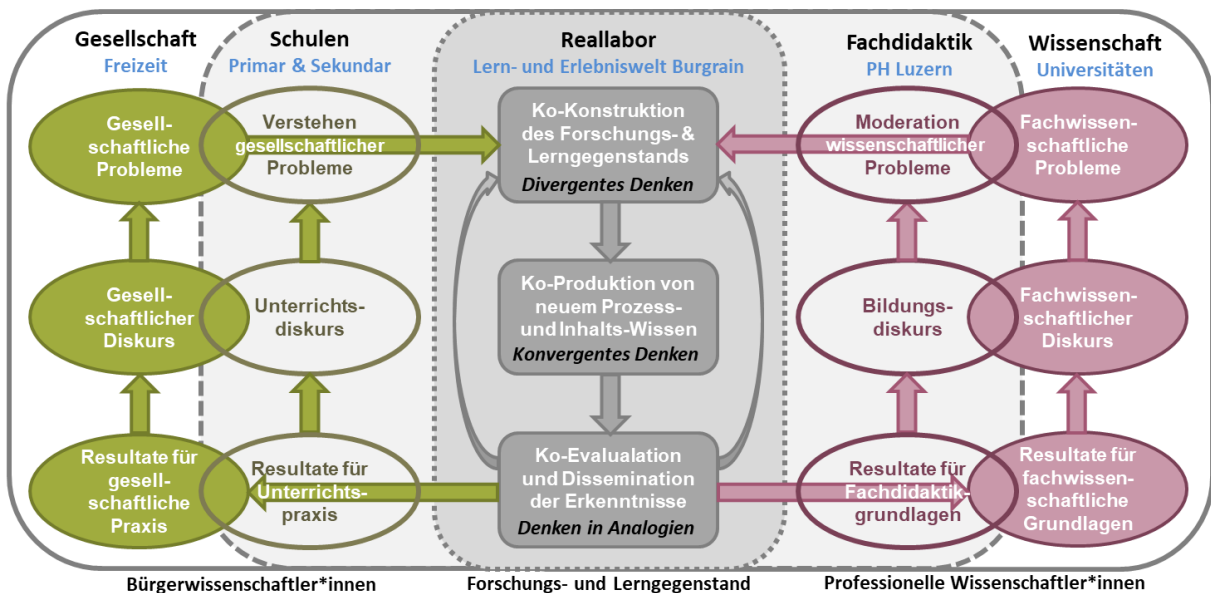 Gesellschaft
Freizeit
Schulen
Primar & Sekundar
Reallabor
Lern- und Erlebniswelt Burgrain
Fachdidaktik
PH Luzern
Wissenschaft
Universitäten
Gesell-
schaftliche
Probleme
Verstehen
gesellschaftlicher
Probleme
Ko-Konstruktion
des Forschungs- &
Lerngegenstands
Divergentes Denken
Moderation
wissenschaftlicher
Probleme
Fachwissen-
schaftliche
Probleme
Gesell-
schaftlicher
Diskurs
Unterrichts-
diskurs
Ko-Produktion von
neuem Prozess-
und Inhalts-Wissen
Konvergentes Denken
Bildungs-
diskurs
Fachwissen-
schaftlicher
Diskurs
Resultate für
gesell-
schaftliche
Praxis
Resultate für
Unterrichts-
praxis
Ko-Evalualation
und Dissemination
der Erkenntnisse
Denken in Analogien
Resultate für
Fachdidaktik-
grundlagen
Resultate für
fachwissen-
schaftliche
Grundlagen
Bürgerwissenschaftler*innen
Forschungs- und Lerngegenstand
Professionelle Wissenschaftler*innen